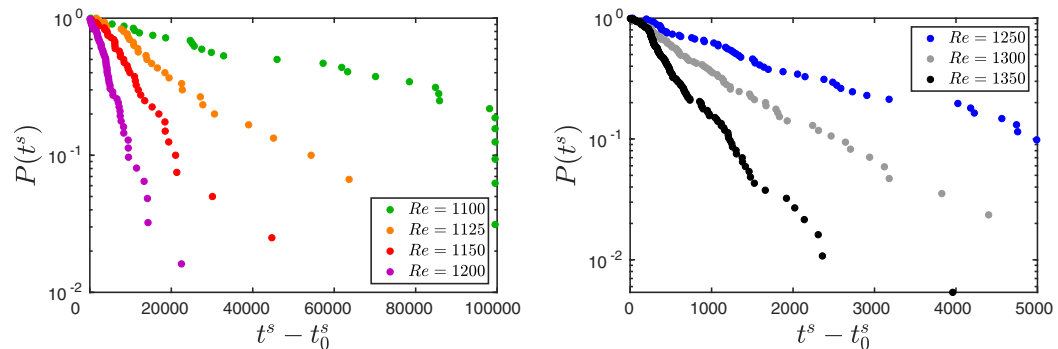 10^0
10^{-1}
10^{-2}
P(t^s)
0 20000 40000 60000 80000 100000
t^s - t_0^s
Re = 1100
Re = 1125
Re = 1150
Re = 1200
10^0
10^{-1}
10^{-2}
P(t^s)
0 1000 2000 3000 4000 5000
t^s - t_0^s
Re = 1250
Re = 1300
Re = 1350